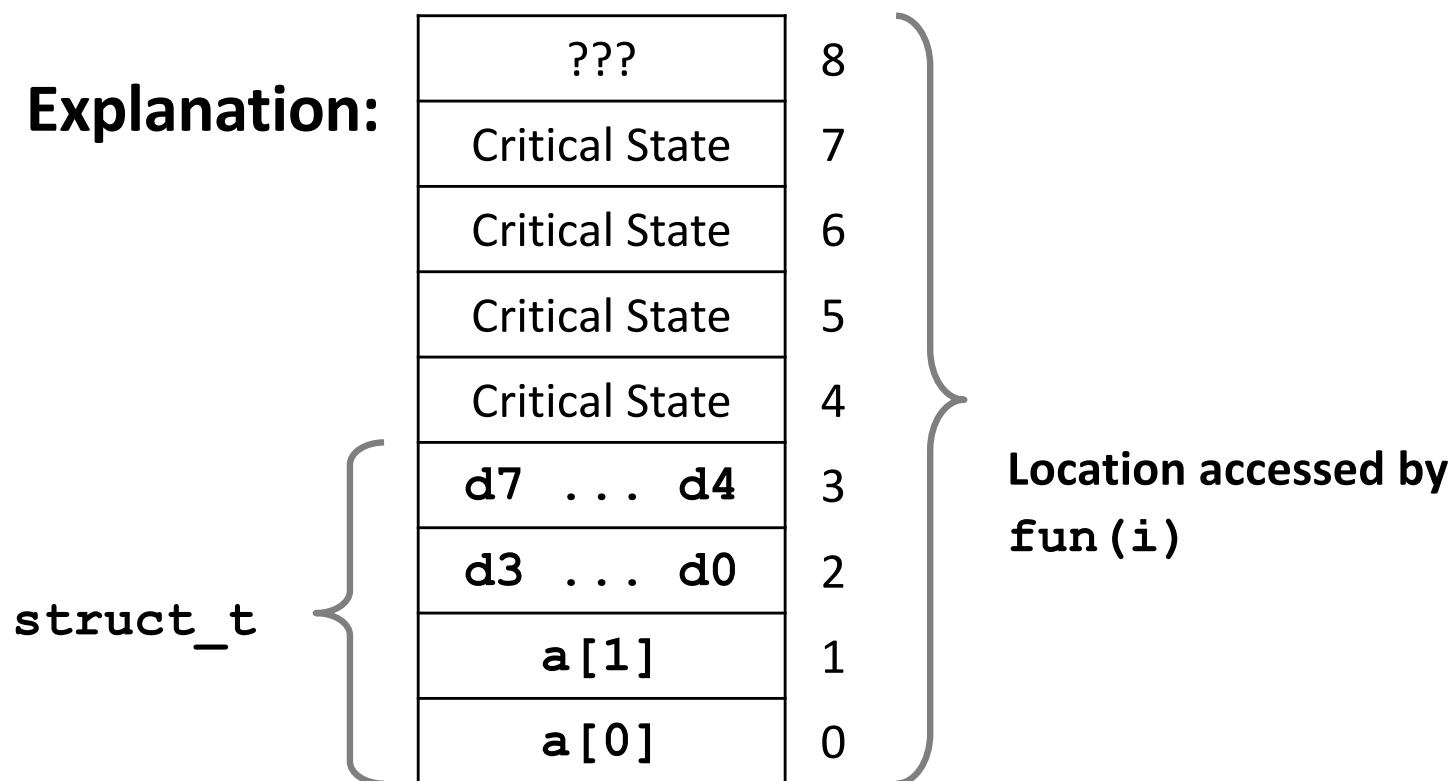 Explanation:
??? 8
Critical State 7
Critical State 6
Critical State 5
Critical State 4
d7 ... d4 3
d3 ... d0 2
a[1] 1
a[0] 0
struct_t
Location accessed by
fun(i)